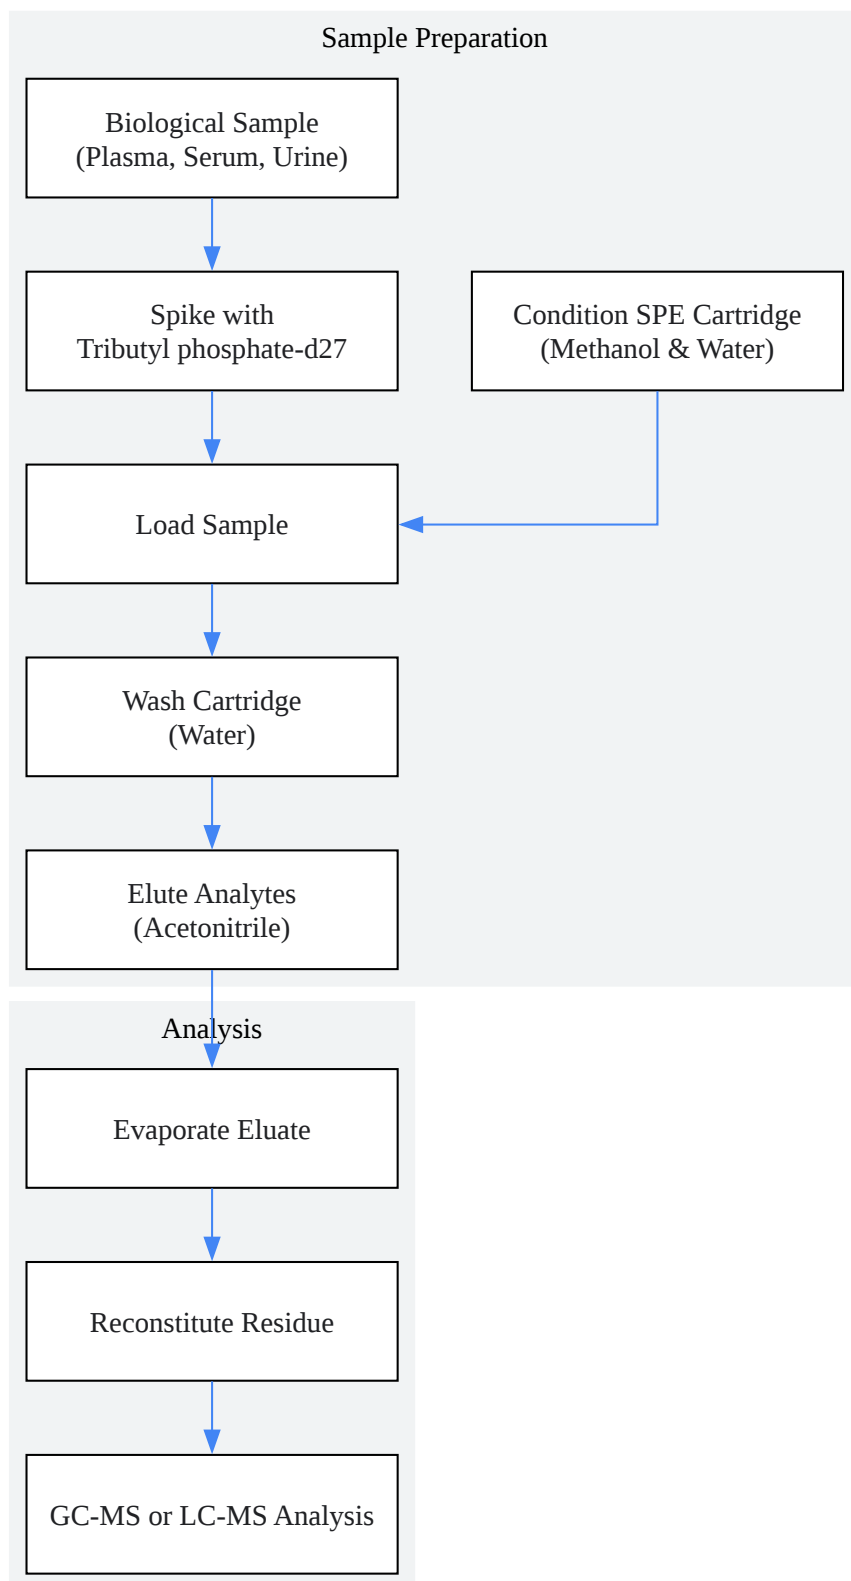 Sample Preparation
Biological Sample
(Plasma, Serum, Urine)
Spike with
Tributyl phosphate-d27
Condition SPE Cartridge
(Methanol & Water)
Load Sample
Wash Cartridge
(Water)
Elute Analytes
(Acetonitrile)
Analysis
Evaporate Eluate
Reconstitute Residue
GC-MS or LC-MS Analysis